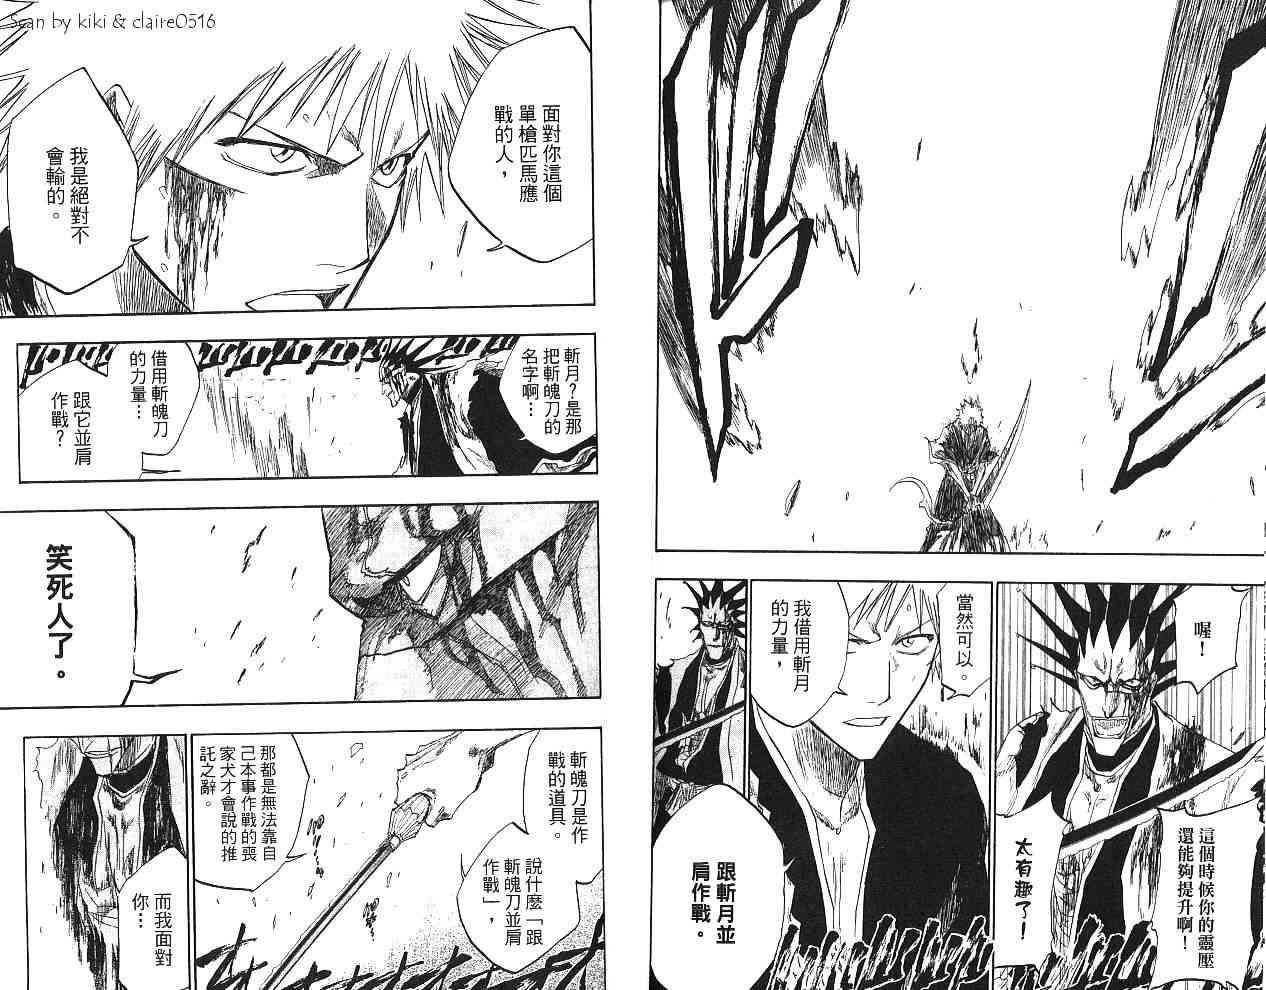 Scan by kiki & claire0516
喔！
這個時候你的靈壓
還能夠提升啊！
太有趣了！
當然可以。
我借用斬月
的力量，
跟斬月並
肩作戰。
面對你這個
單槍匹馬應
戰的人，
我是絕對不
會輸的。
斬月？是那
把斬魄刀的
名字啊…
借用斬魄刀
的力量…
跟它並肩
作戰？
笑死人了。
斬魄刀是作
戰的道具。
說什麼「跟
斬魄刀並肩
作戰」，
那都是無法靠自
己本事作戰的喪
家犬才會說的推
託之辭。
而我面對
你…